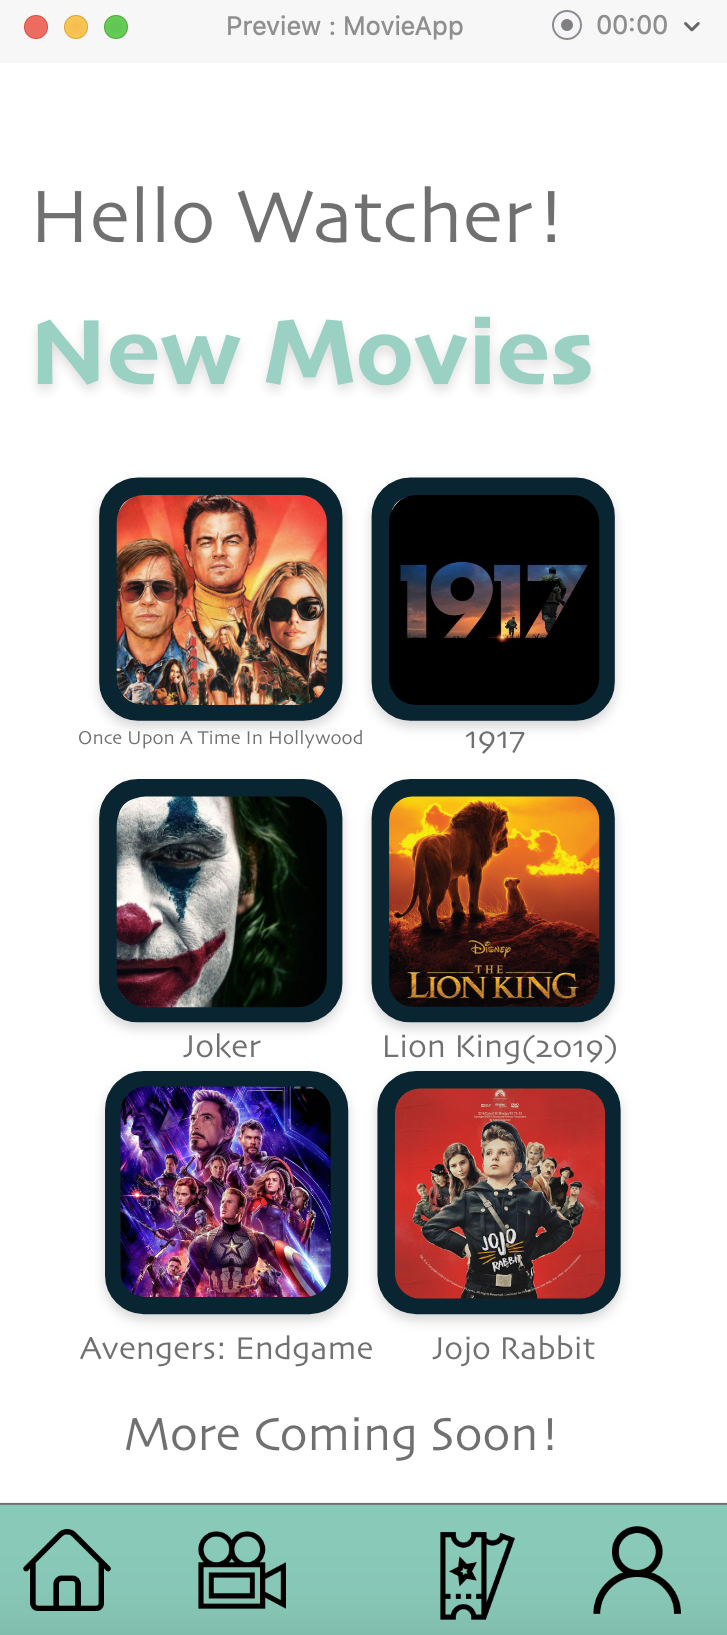 Preview : MovieApp
00:00
Hello Watcher!
New Movies
1917
Once Upon A Time In Hollywood
1917
Disney
THE
LION KING
Joker
Lion King(2019)
JOJO
RABBIT
Avengers: Endgame
Jojo Rabbit
More Coming Soon!